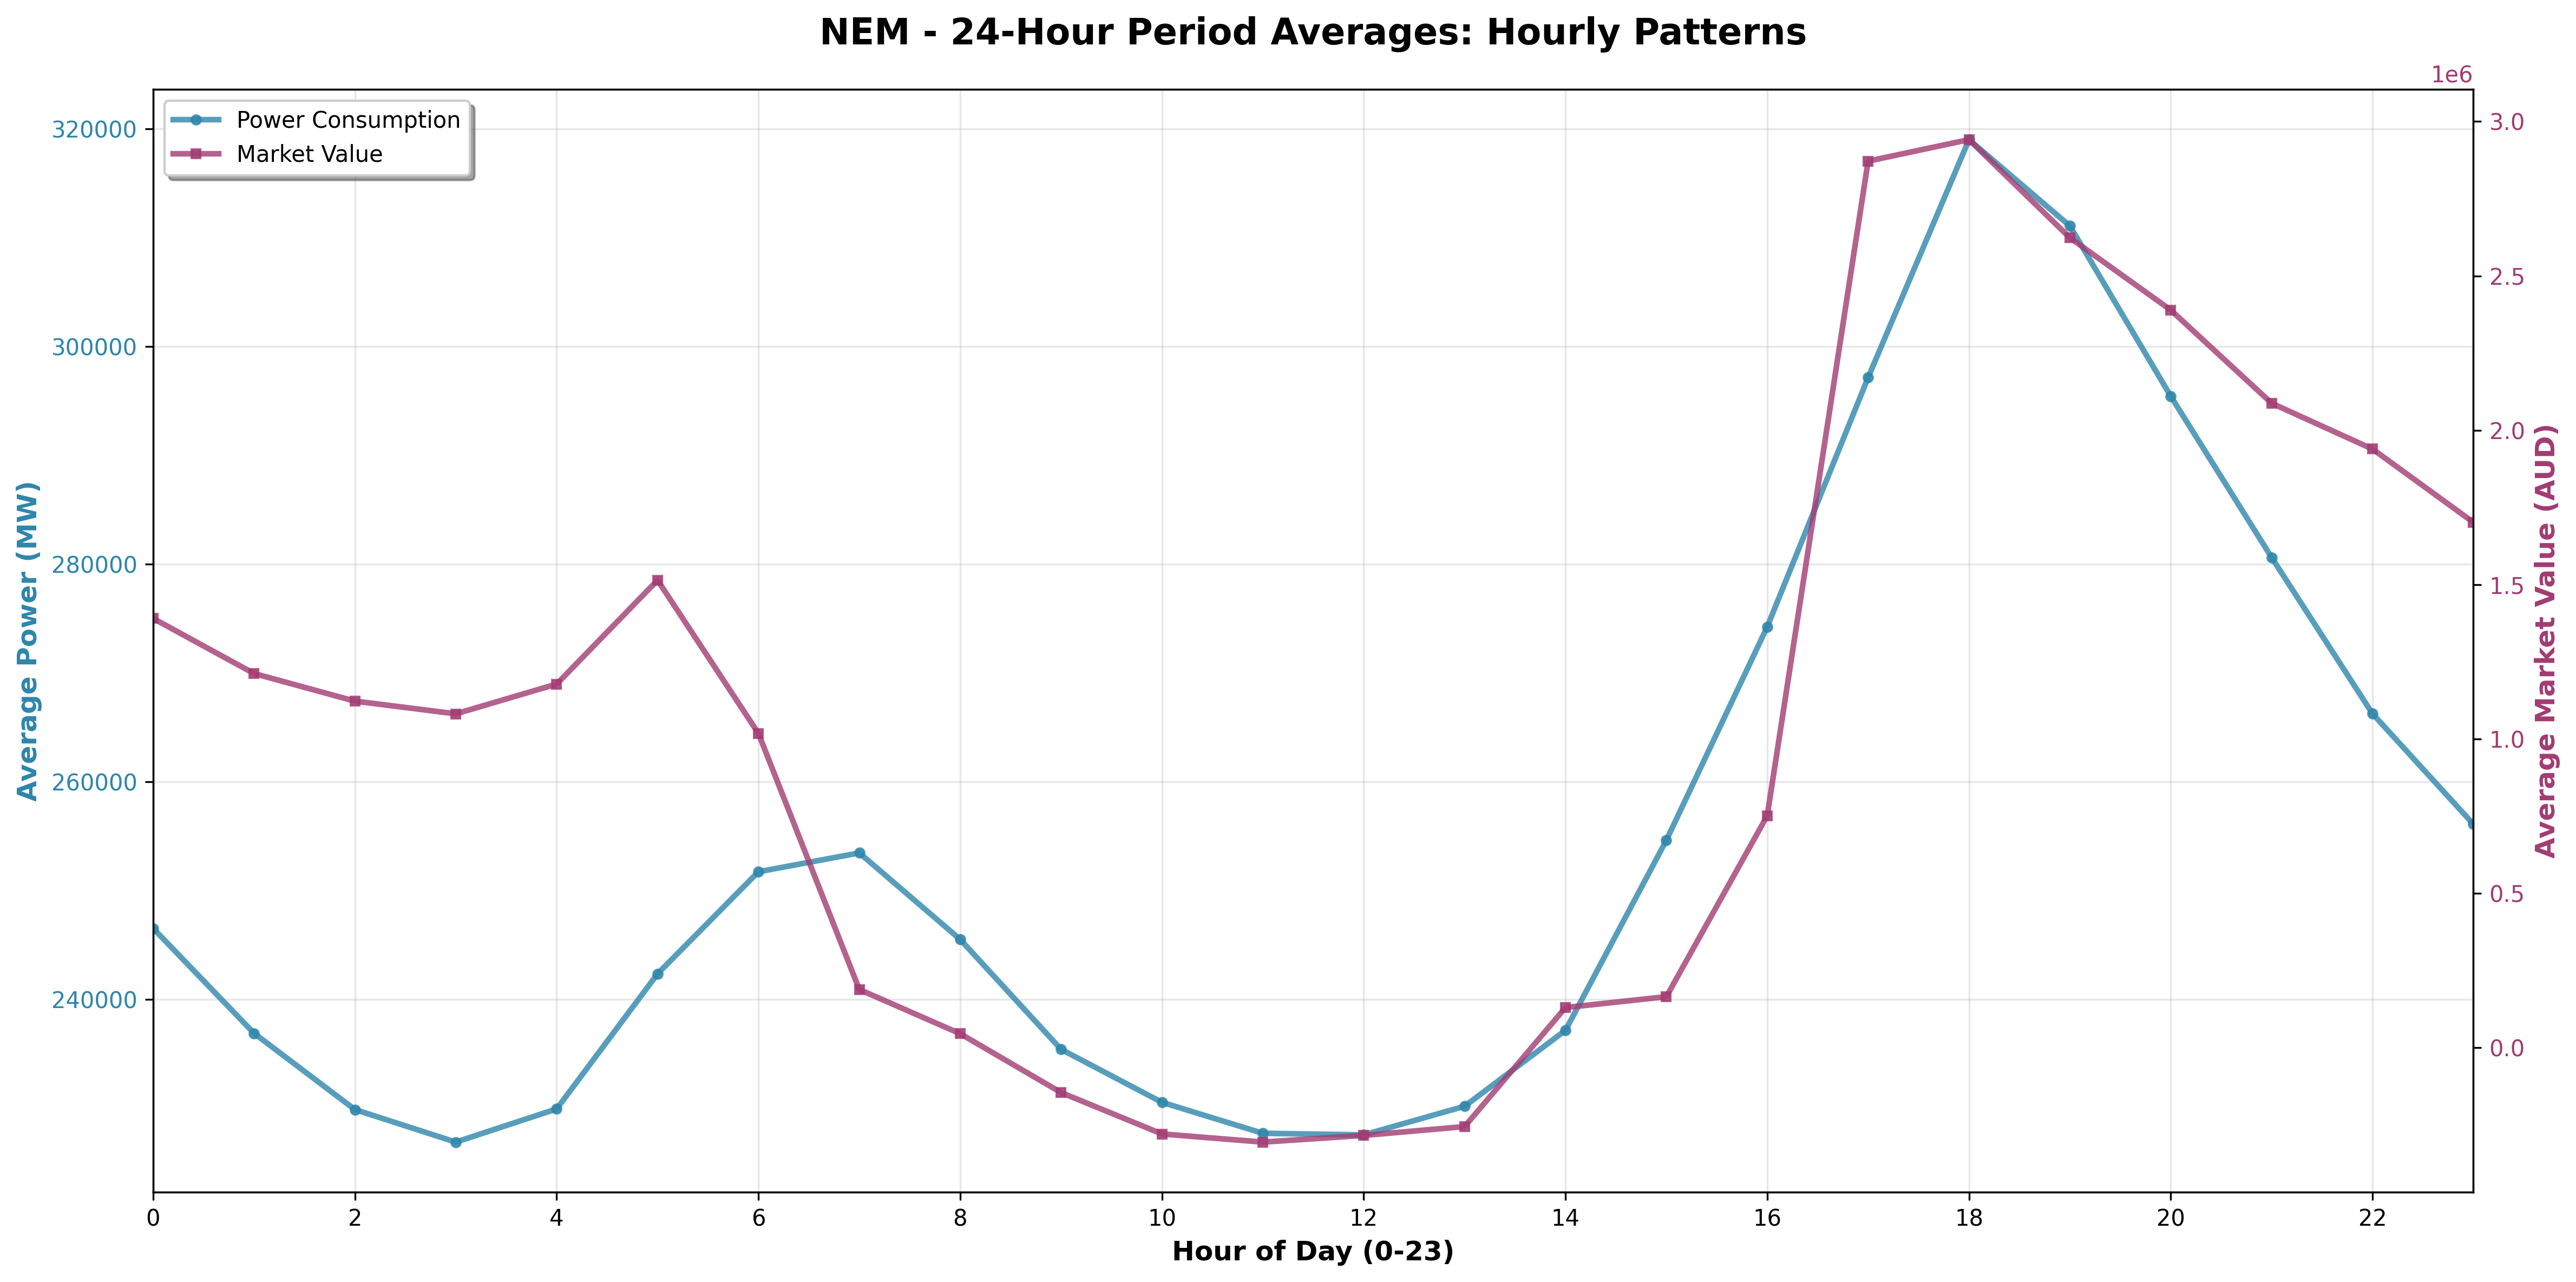 NEM - 24-Hour Period Averages: Hourly Patterns
1e6
Power Consumption
Market Value
320000
300000
280000
260000
240000
Average Power (MW)
3.0
2.5
2.0
1.5
1.0
0.5
0.0
Average Market Value (AUD)
0 2 4 6 8 10 12 14 16 18 20 22
Hour of Day (0-23)